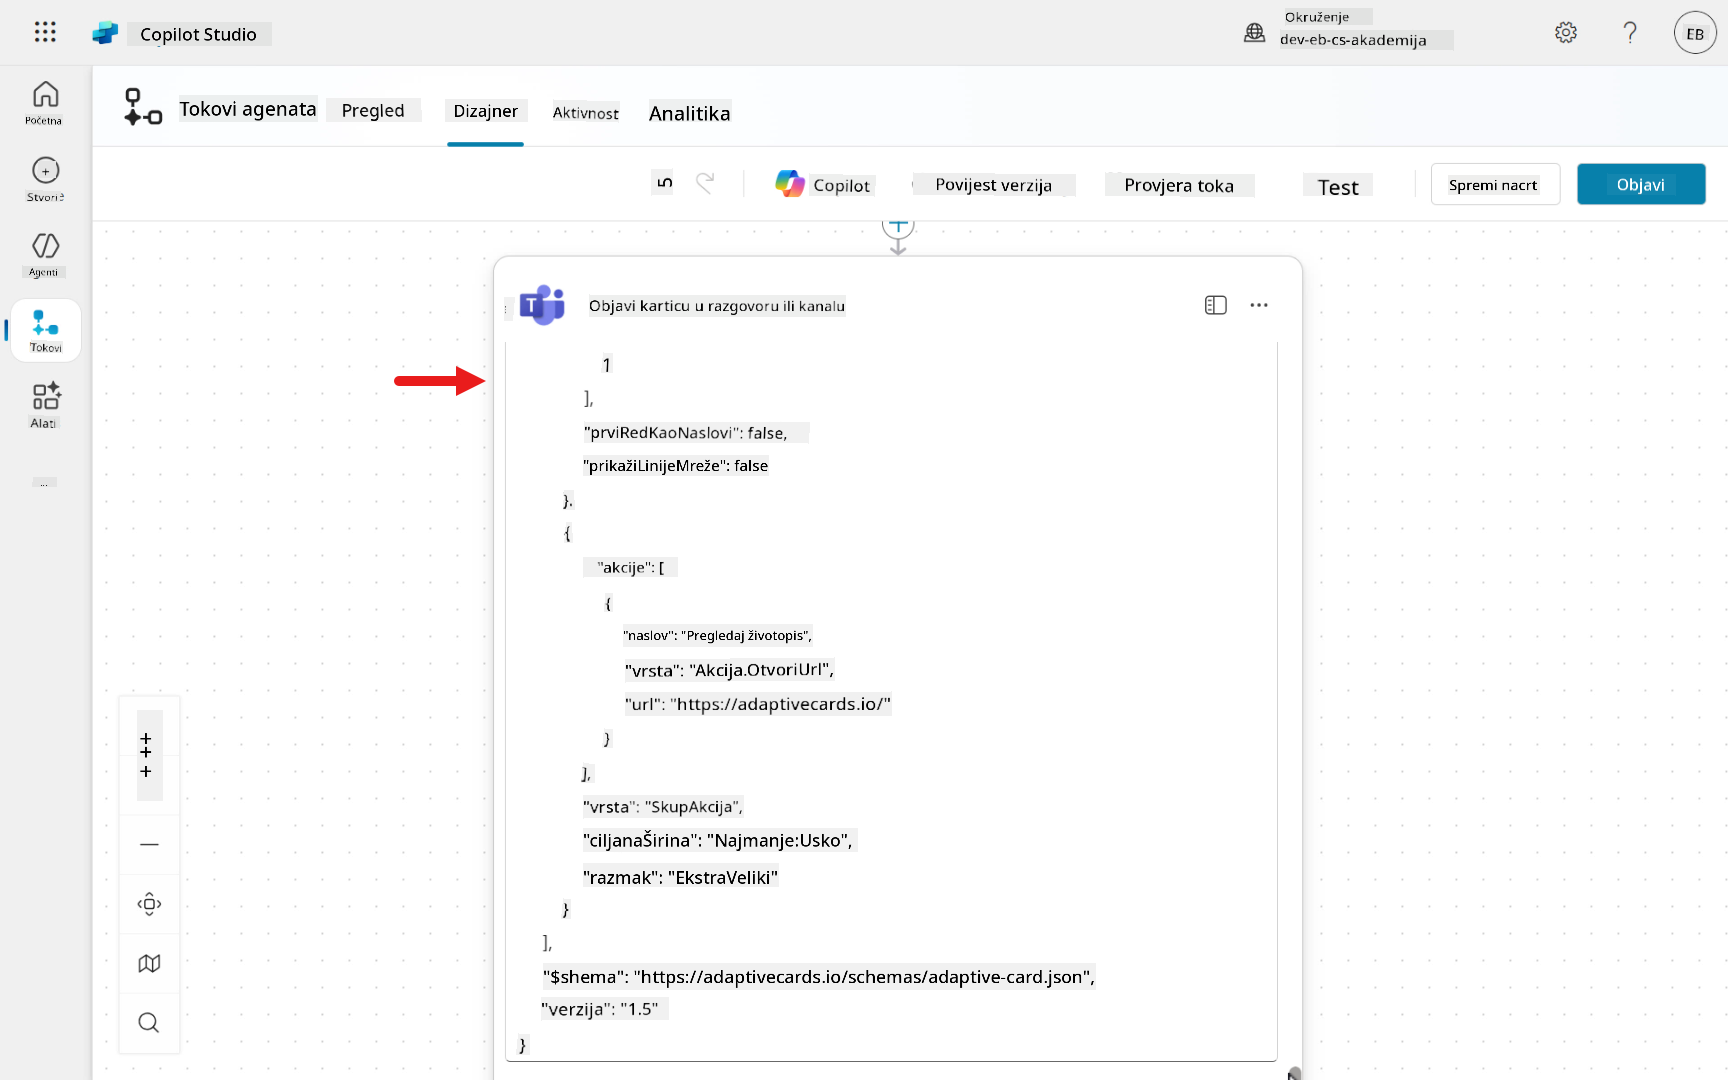 Copilot Studio
Okruženje
dev-eb-cs-akademija
EB
Početna
Agenti
Tokovi
Alati
...
Tokovi agenata
Pregled
Dizajner
Aktivnost
Analitika
Copilot
Povijest verzija
Provjera toka
Test
Spremi nacrt
Objavi
Objavi karticu u razgovoru ili kanalu
1
],
"prviRedKaoNaslovi": false,
"prikažiLinijeMreže": false
}.
{
"akcije": [
{
"naslov": "Pregledaj životopis",
"vrsta": "Akcija.OtvoriUrl",
"url": "https://adaptivecards.io/"
}
],
"vrsta": "SkupAkcija",
"ciljanaŠirina": "Najmanje:Usko",
"razmak": "EkstraVeliki"
}
],
"$shema": "https://adaptivecards.io/schemas/adaptive-card.json",
"verzija": "1.5"
}